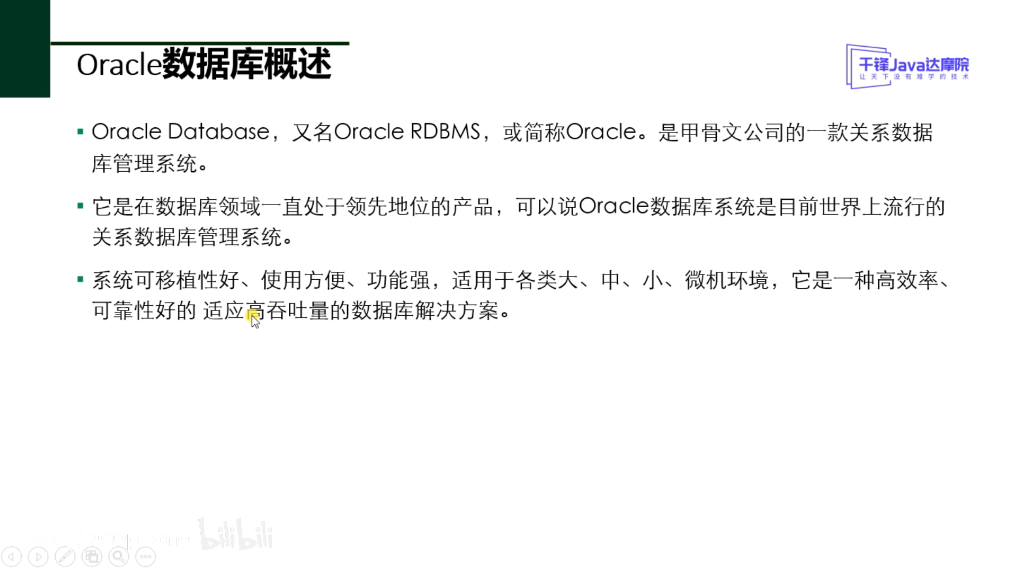 Oracle数据库概述
千锋Java达摩院
让天下没有难学的技术
Oracle Database，又名Oracle RDBMS，或简称Oracle。是甲骨文公司的一款关系数据
库管理系统。
它是在数据库领域一直处于领先地位的产品，可以说Oracle数据库系统是目前世界上流行的
关系数据库管理系统。
系统可移植性好、使用方便、功能强，适用于各类大、中、小、微机环境，它是一种高效率、
可靠性好的 适应高吞吐量的数据库解决方案。
bilibili